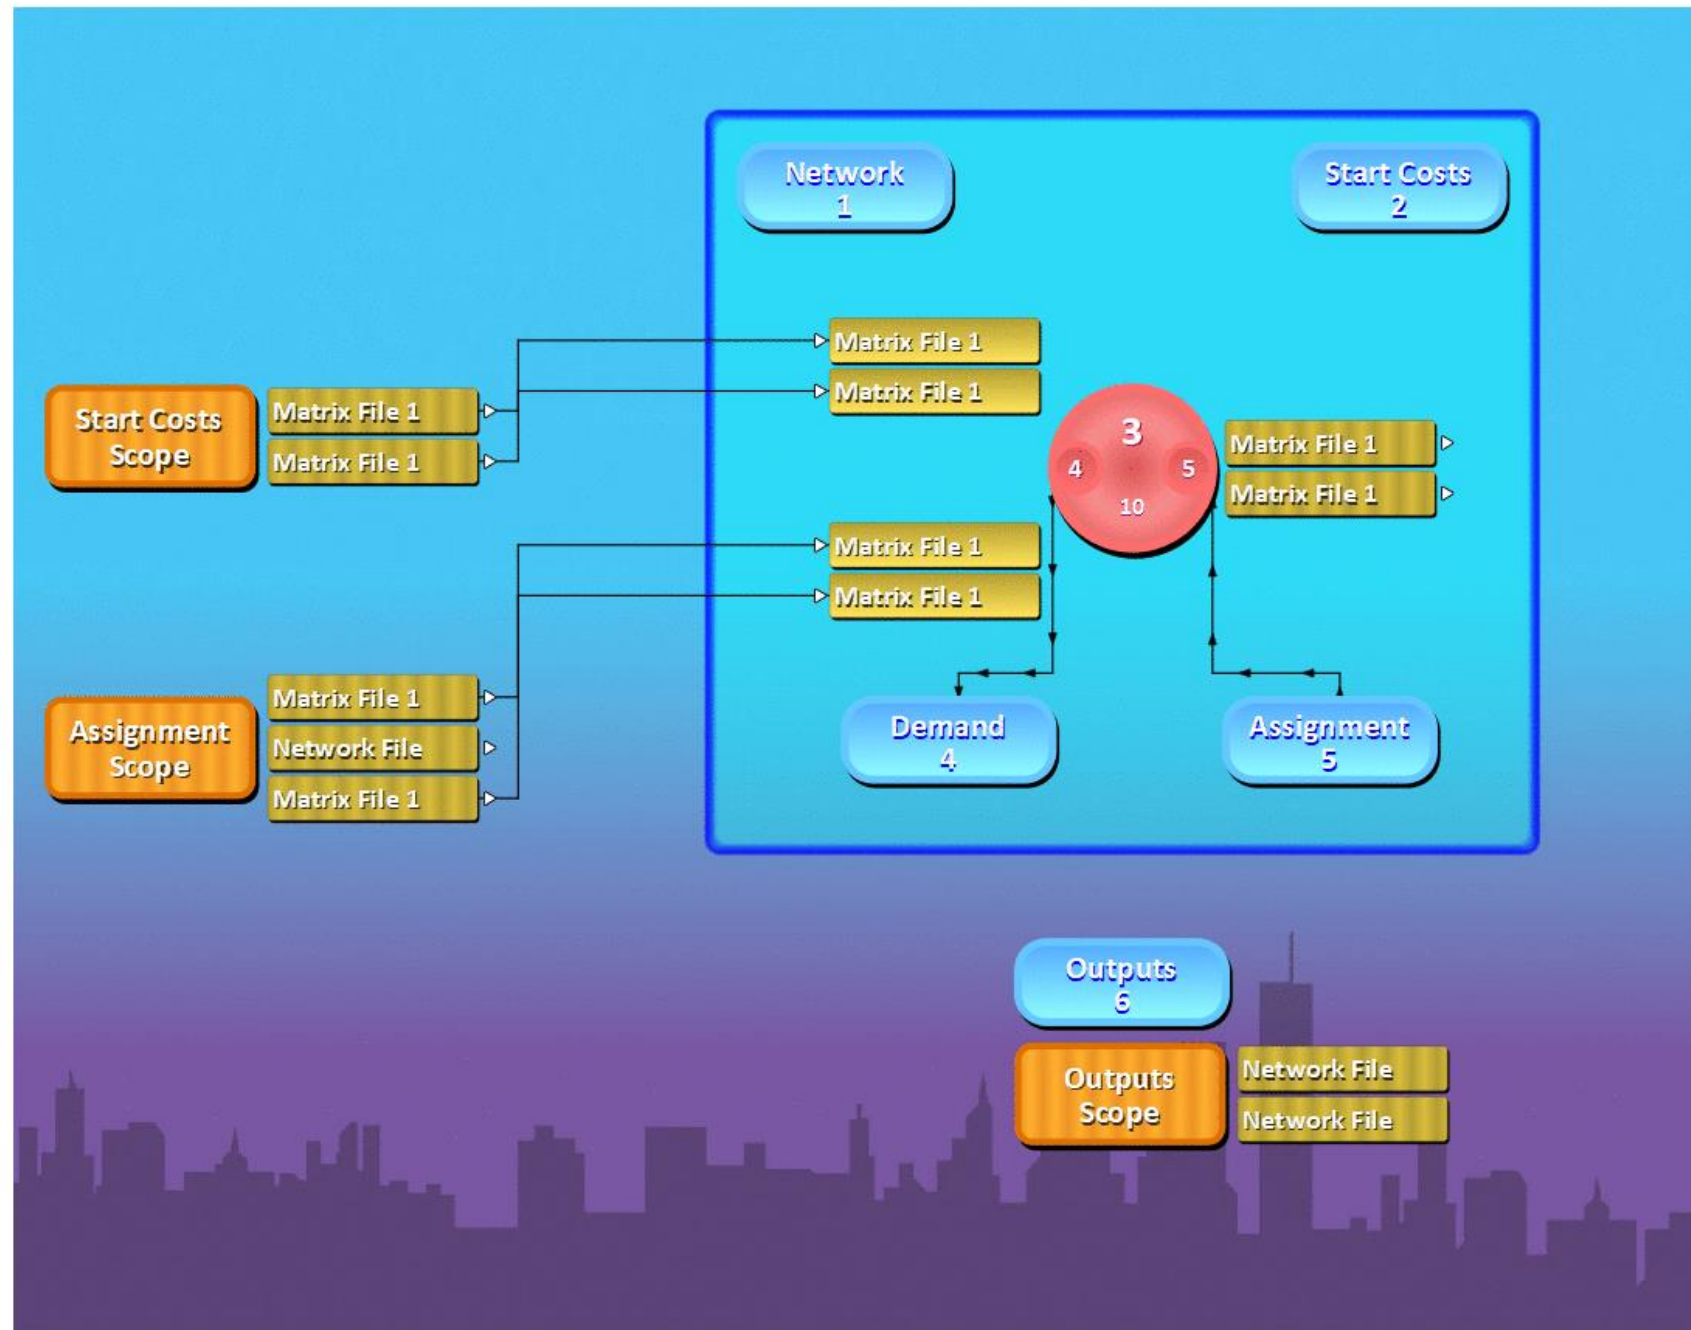 Network
1
Start Costs
2
Matrix File 1
Matrix File 1
Start Costs
Scope
Matrix File 1
Matrix File 1
3
4
5
10
Matrix File 1
Matrix File 1
Matrix File 1
Matrix File 1
Assignment
Scope
Matrix File 1
Network File
Matrix File 1
Demand
4
Assignment
5
Outputs
6
Outputs
Scope
Network File
Network File